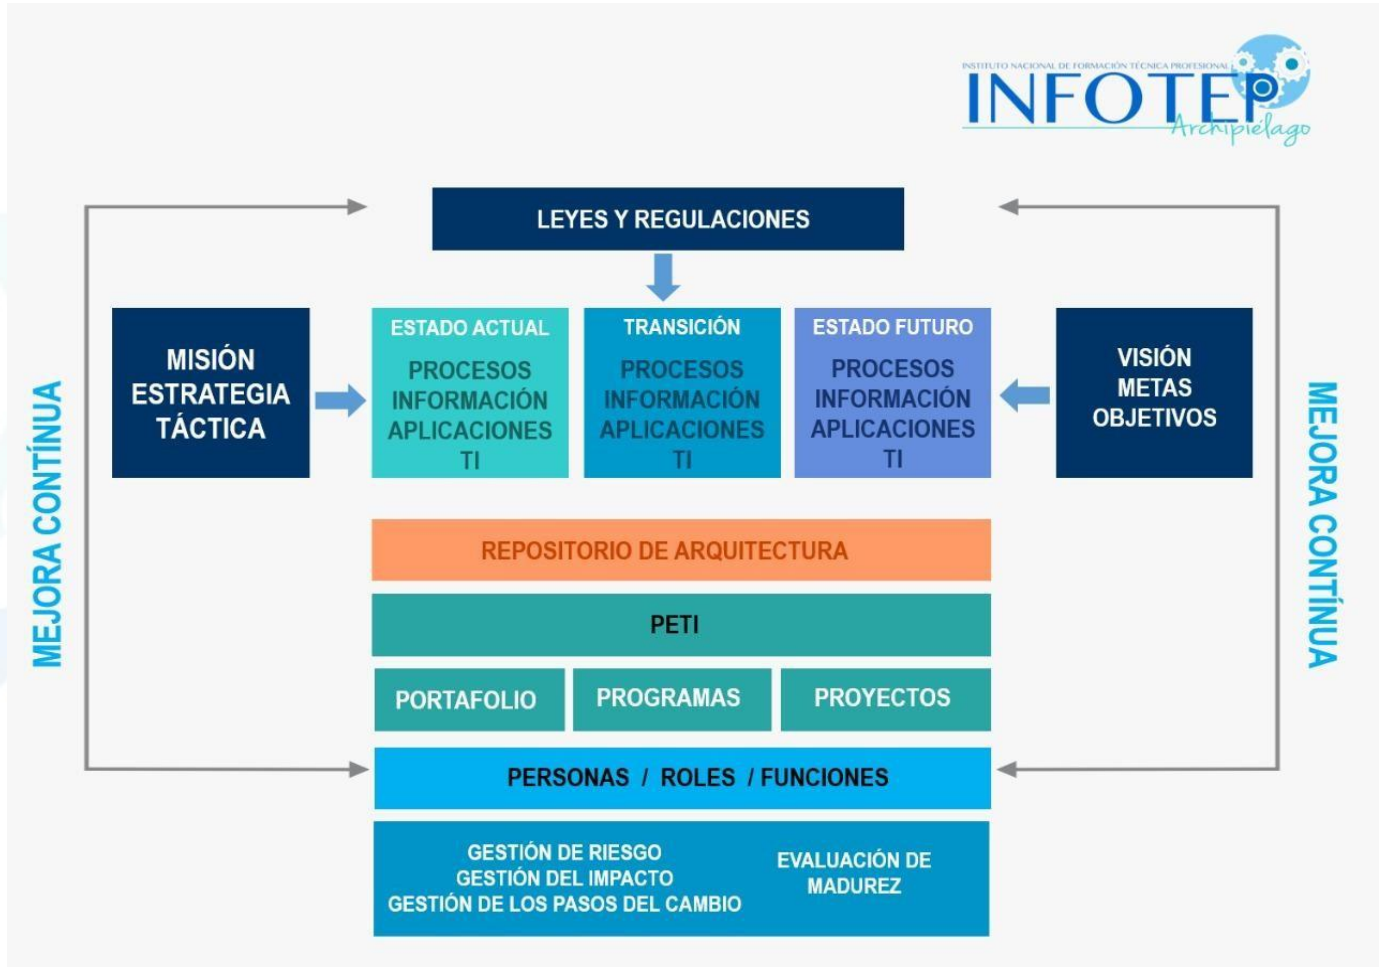 INSTITUTO NACIONAL DE FORMACIÓN TÉCNICA PROFESIONAL
INFOTEP
Archipiélago
LEYES Y REGULACIONES
MISIÓN
ESTRATEGIA
TÁCTICA
ESTADO ACTUAL
PROCESOS
INFORMACIÓN
APLICACIONES
TI
TRANSICIÓN
PROCESOS
INFORMACIÓN
APLICACIONES
TI
ESTADO FUTURO
PROCESOS
INFORMACIÓN
APLICACIONES
TI
VISIÓN
METAS
OBJETIVOS
MEJORA CONTÍNUA
MEJORA CONTÍNUA
REPOSITORIO DE ARQUITECTURA
PETI
PORTAFOLIO
PROGRAMAS
PROYECTOS
PERSONAS / ROLES / FUNCIONES
GESTIÓN DE RIESGO
GESTIÓN DEL IMPACTO
GESTIÓN DE LOS PASOS DEL CAMBIO
EVALUACIÓN DE
MADUREZ